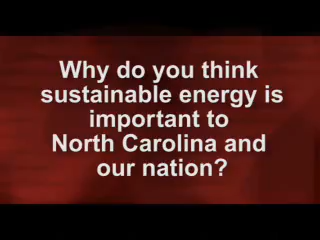 Why do you think
sustainable energy is
important to
North Carolina and
our nation?